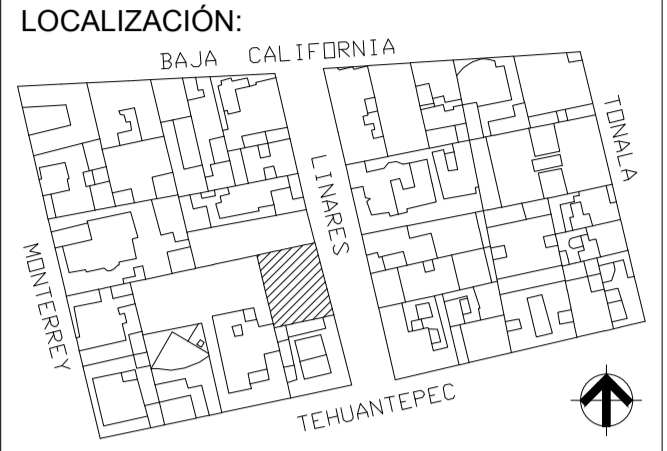 LOCALIZACIÓN:
BAJA CALIFORNIA
TONALA
LINARES
MONTERREY
TEHUANTEPEC